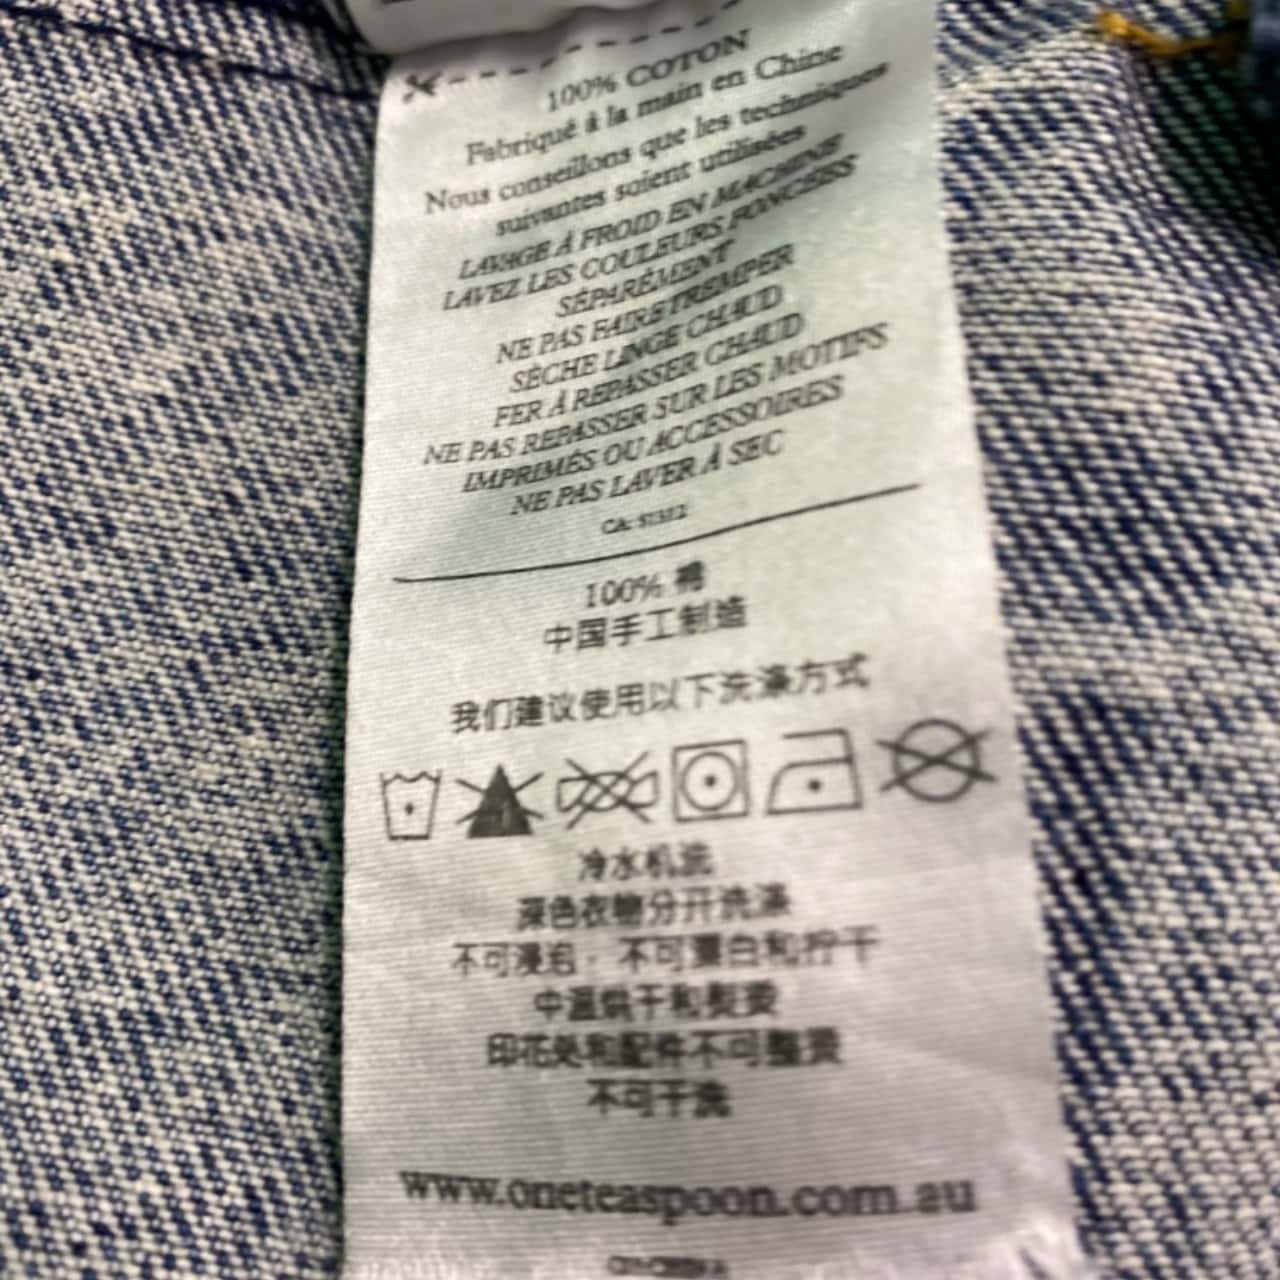 100% COTON
Fabriqué à la main en Chine
Nous conseillons que les techniques
suivantes soient utilisées
LAVAGE À FROID EN MACHINE
LAVEZ LES COULEURS FONCÉES
SÉPARÉMENT
NE PAS FAIRE TREMPER
SÈCHE LINGE CHAUD
FER À REPASSER CHAUD
NE PAS REPASSER SUR LES MOTIFS
IMPRIMÉS OU ACCESSOIRES
NE PAS LAVER À SEC
CA: 51312
100% 棉
中国手工制造
我们建议使用以下洗涤方式
冷水机洗
深色衣物分开洗涤
不可浸泡，不可漂白和拧干
中温烘干和熨烫
印花处和配件不可整烫
不可干洗
www.oneteaspoon.com.au